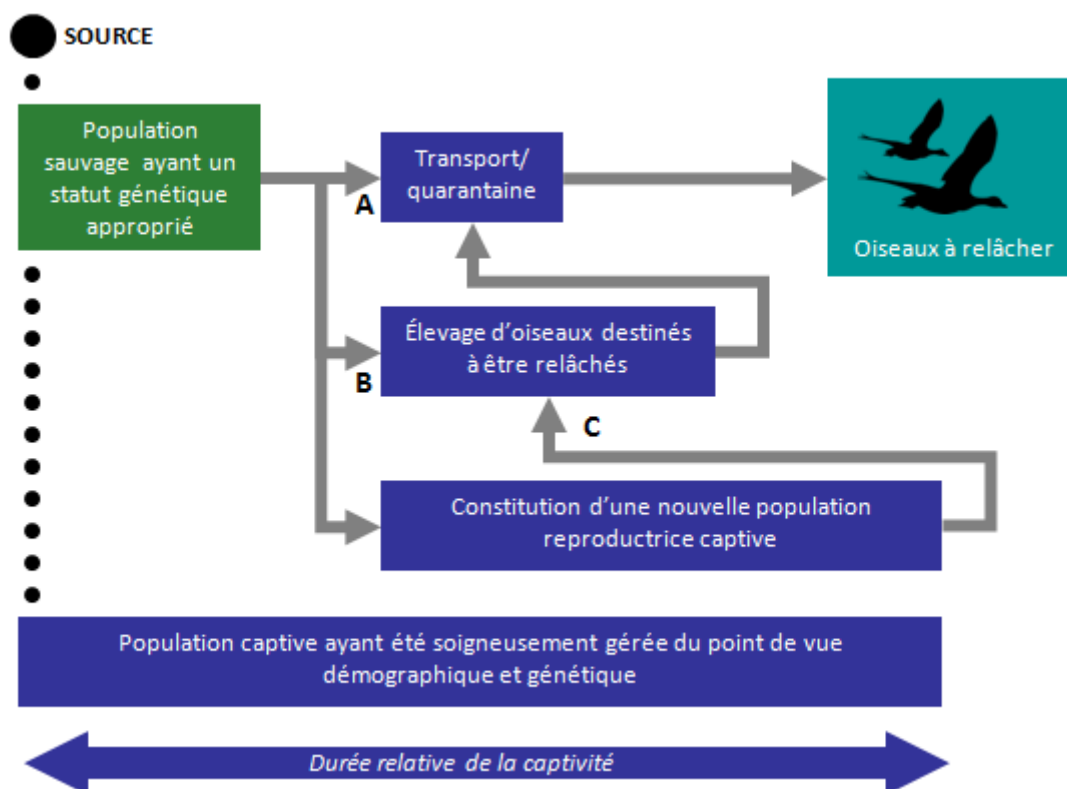 SOURCE
Population
sauvage ayant un
statut génétique
approprié
A
Transport/
quarantaine
Oiseaux à relâcher
B
Élevage d'oiseaux destinés
à être relâchés
C
Constitution d'une nouvelle population
reproductrice captive
Population captive ayant été soigneusement gérée du point de vue
démographique et génétique
Durée relative de la captivité